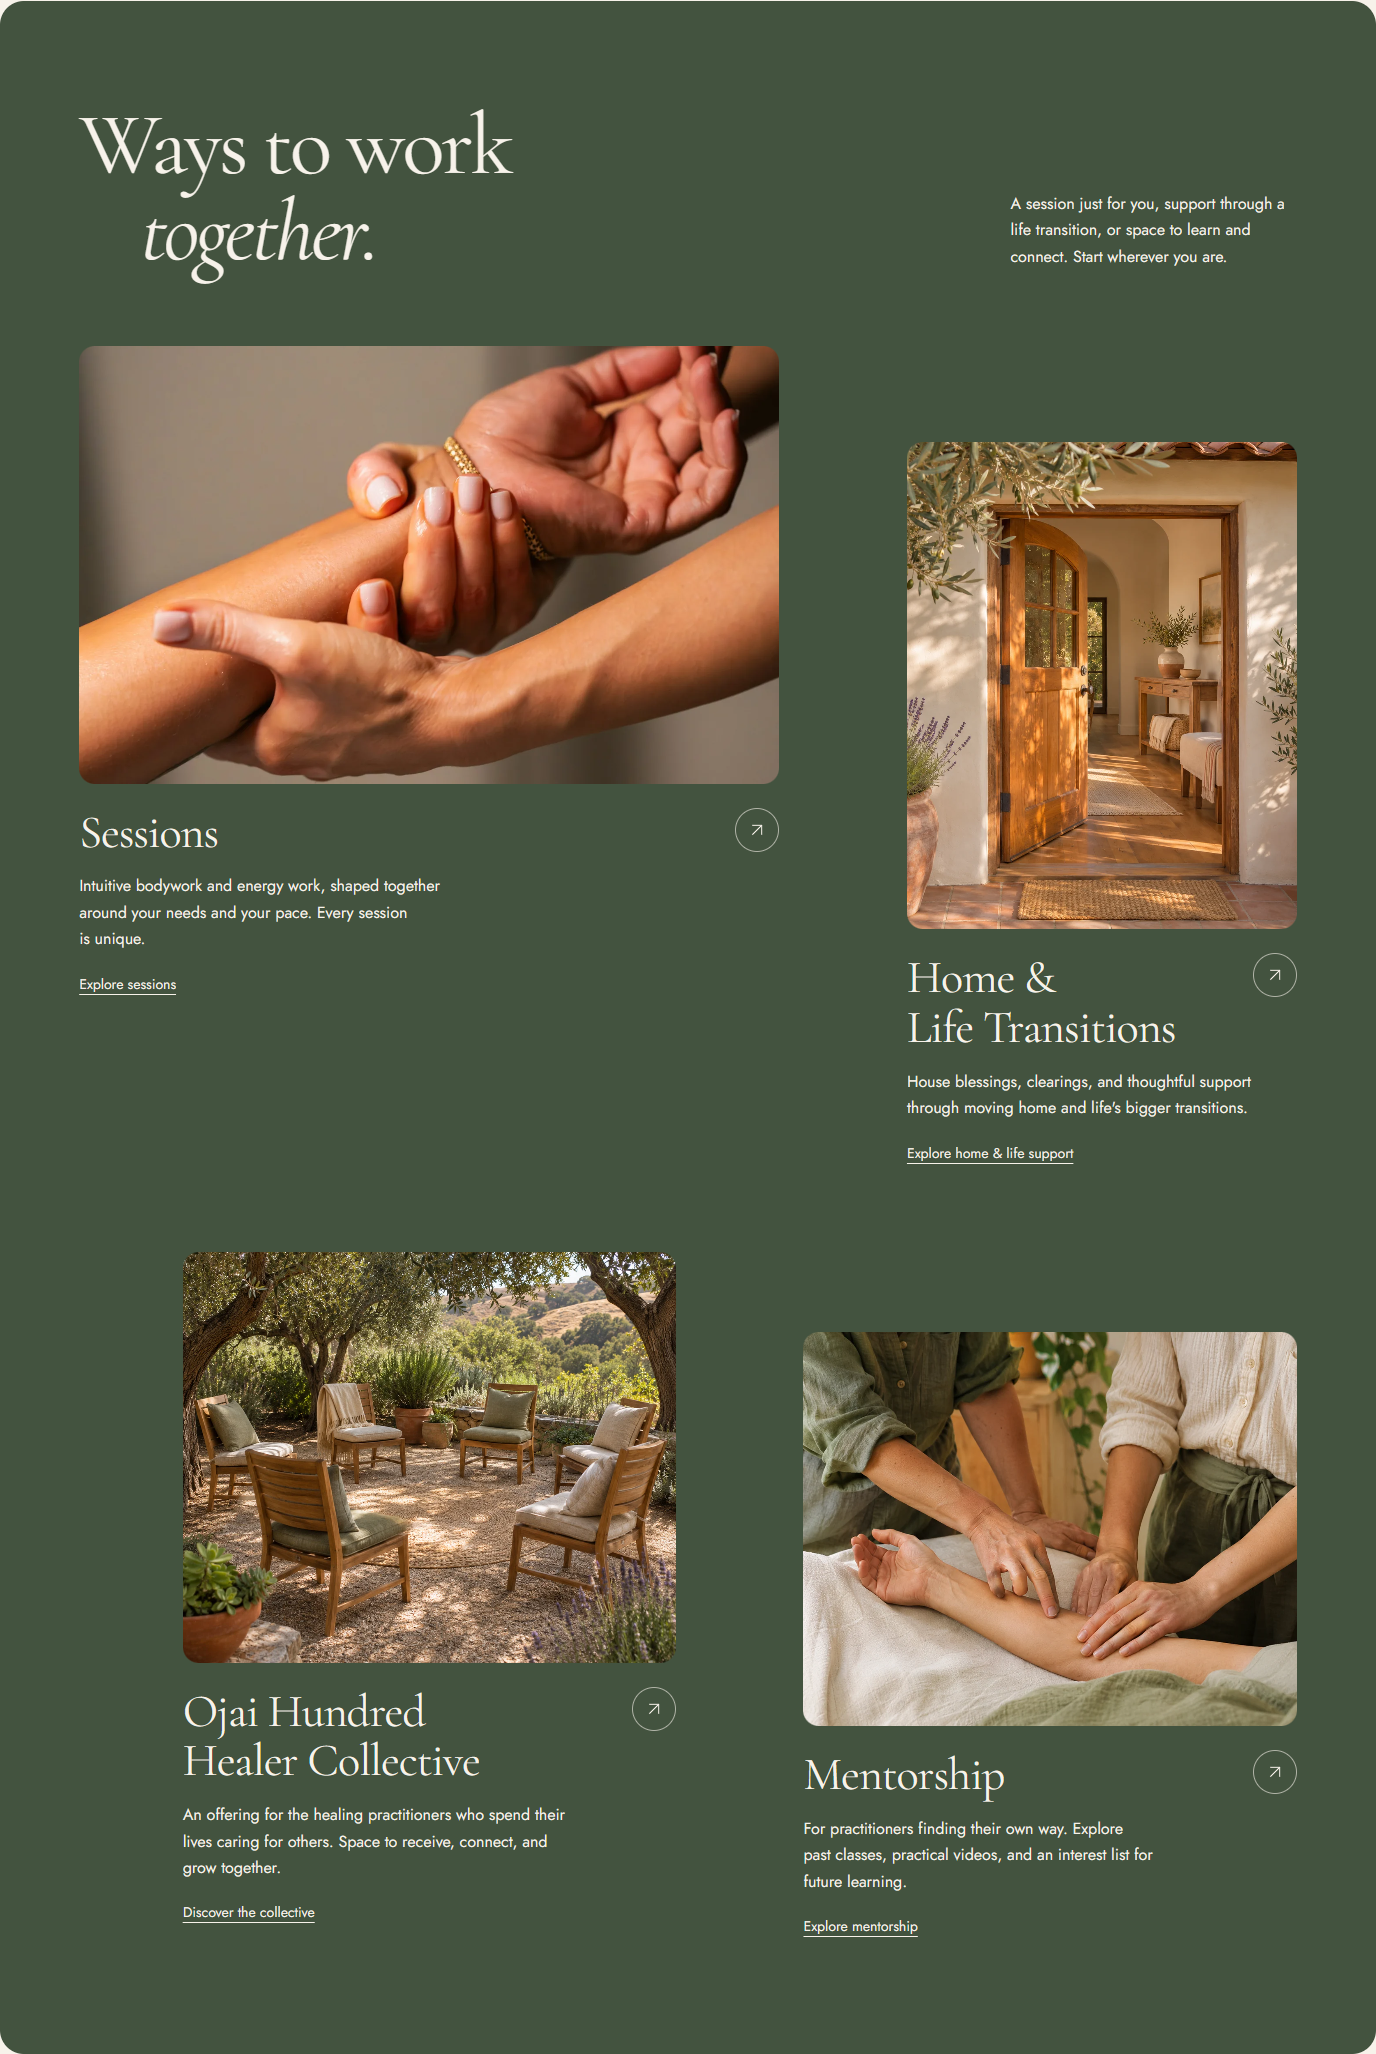 Ways to work
together.
A session just for you, support through a
life transition, or space to learn and
connect. Start wherever you are.
Sessions
Intuitive bodywork and energy work, shaped together
around your needs and your pace. Every session
is unique.
Explore sessions
Home &
Life Transitions
House blessings, clearings, and thoughtful support
through moving home and life's bigger transitions.
Explore home & life support
Ojai Hundred
Healer Collective
An offering for the healing practitioners who spend their
lives caring for others. Space to receive, connect, and
grow together.
Discover the collective
Mentorship
For practitioners finding their own way. Explore
past classes, practical videos, and an interest list for
future learning.
Explore mentorship